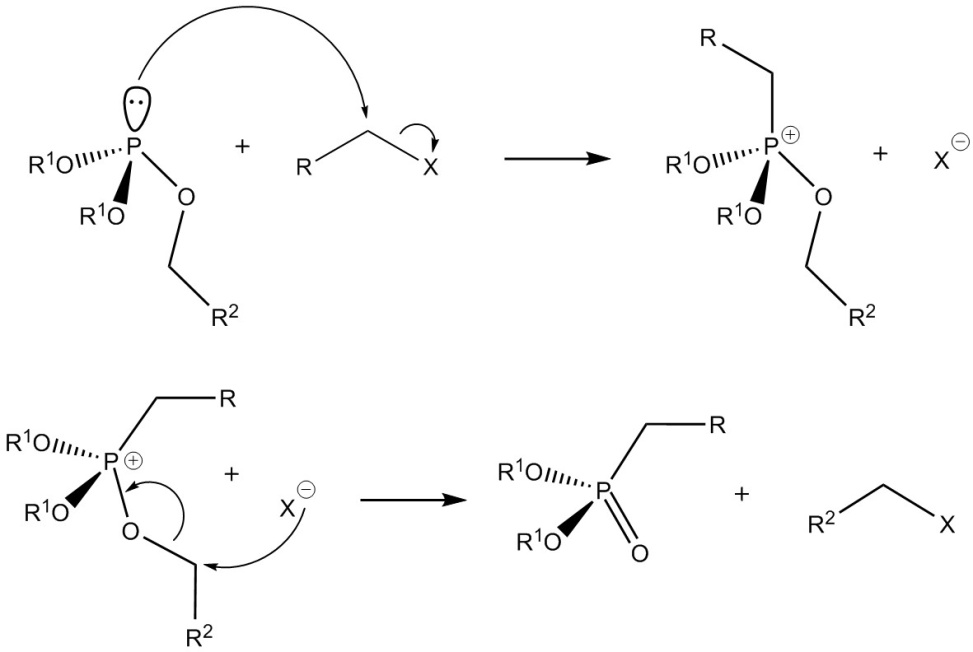 R
P ⊕
R¹O P + R X R¹O + X⊖
R¹O O R¹O O
R² R²
R R
R¹O P ⊕ + R¹O P +
R¹O X⊖ R¹O R² X
O O
R²